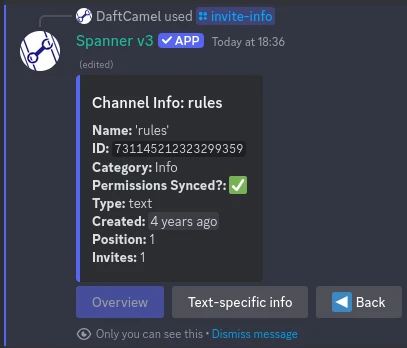 DaftCamel used invite-info
Spanner v3 ✓ APP Today at 18:36
(edited)
Channel Info: rules
Name: 'rules'
ID: 731145212323299359
Category: Info
Permissions Synced?: ✅
Type: text
Created: 4 years ago
Position: 1
Invites: 1
Overview Text-specific info ◀ Back
Only you can see this • Dismiss message